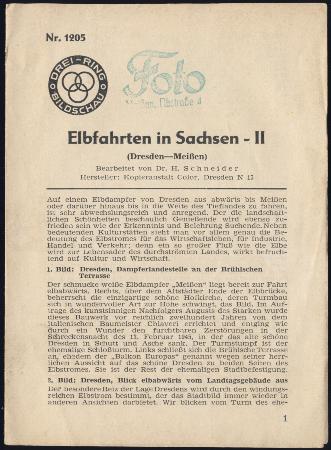 Nr. 1205
DREI-RING
BILDSCHAU
Foto
Elbstraße 4
Elbfahrten in Sachsen - II
(Dresden—Meißen)
Bearbeitet von Dr. H. Schneider
Hersteller: Kopieranstalt Color, Dresden N 15
Auf einem Elbdampfer von Dresden aus abwärts bis Meißen
oder darüber hinaus bis in die Weite des Tieflandes zu fahren,
ist sehr abwechslungsreich und anregend. Der die landschaft-
lichen Schönheiten beschaulich Genießende wird ebenso zu-
frieden sein wie der Erkenntnis und Belehrung Suchende. Neben
bedeutenden Kulturstätten sieht man vor allem genau die Be-
deutung des Elbstromes für das Wirtschaftsleben, für Industrie,
Handel und Verkehr; denn ein so großer Fluß wie die Elbe
wird zur Lebensader des durchströmten Landes, wirkt befruch-
tend auf Kultur und Wirtschaft.
1. Bild: Dresden, Dampferlandestelle an der Brühlschen
Terrasse
Der schmucke weiße Elbdampfer „Meißen" liegt bereit zur Fahrt
elbabwärts. Rechts, über dem Altstädter Ende der Elbbrücke,
beherrscht die einzigartige schöne Hofkirche, deren Turmbau
sich in wundervoller Art zur Höhe schwingt, das Bild. Im Auf-
trage des kunstsinnigen Nachfolgers Augusts des Starken wurde
dieses Bauwerk vor reichlich zweihundert Jahren von dem
italienischen Baumeister Chiaveri errichtet und entging wie
durch ein Wunder den furchtbaren Zerstörungen in der
Schreckensnacht des 13. Februar 1945, in der das alte schöne
Dresden in Schutt und Asche sank. Der Turmstumpf ist der
ehemalige Schloßturm. Links schließt sich die Brühlsche Terrasse
an, ehedem der „Balkon Europas" genannt wegen seiner herr-
lichen Aussicht auf das schöne Dresden zu beiden Seiten des
Elbstromes. Sie ist der Rest der ehemaligen Stadtbefestigung.
2. Bild: Dresden, Blick elbabwärts vom Landtagsgebäude aus
Der besondere Reiz der Lage Dresdens wird durch den windungs-
reichen Elbstrom bestimmt, der das Stadtbild immer wieder in
anderen Ansichten darbietet. Wir blicken vom Turm des ehe-
1